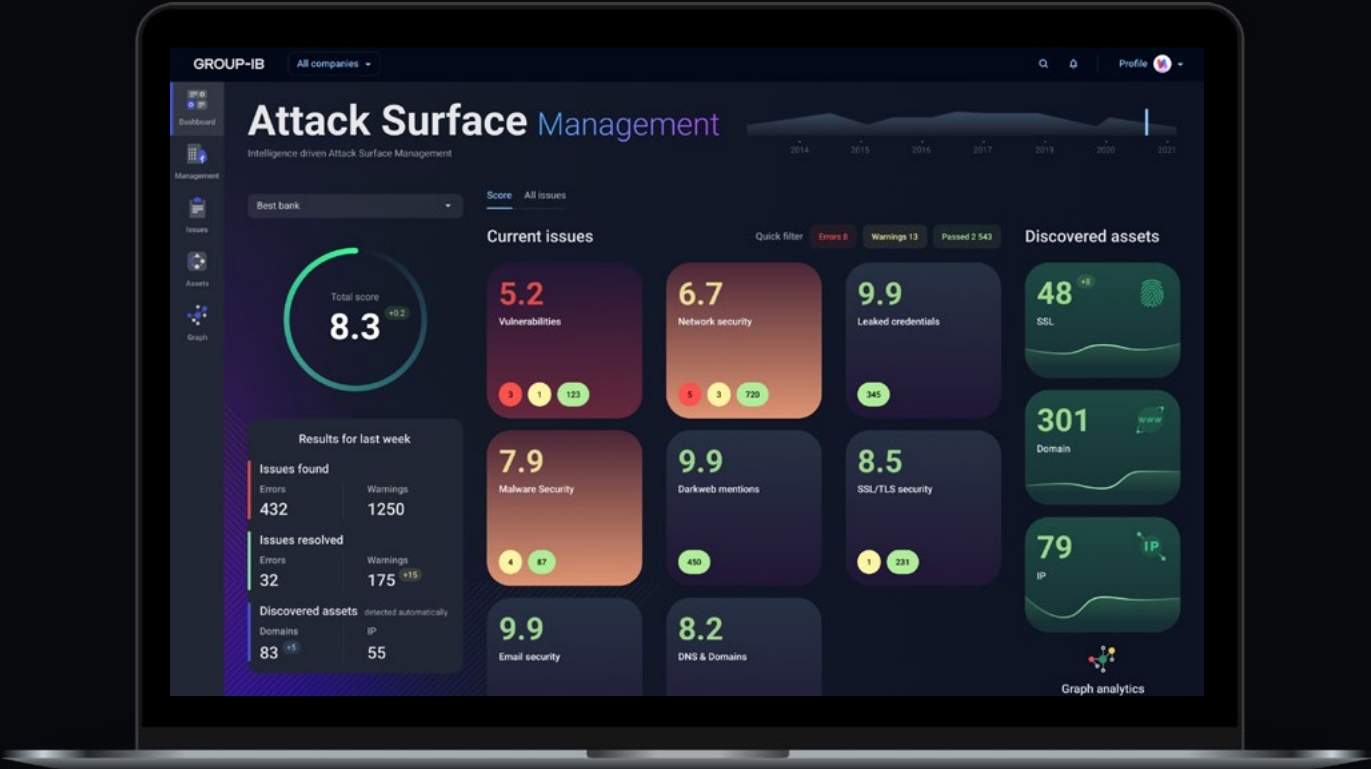 GROUP-IB
All companies
Profile
Dashboard
Management
Issues
Assets
Graph
Attack Surface Management
Intelligence driven Attack Surface Management
2014 2615 2016 2017 2019 2020 2021
Best bank
Score All issues
Total score
8.3 +0.2
Current issues
Quick filter Errors 8 Warnings 13 Passed 2 543
5.2
Vulnerabilities
3 1 123
6.7
Network security
5 3 720
9.9
Leaked credentials
345
7.9
Malware Security
4 87
9.9
Darkweb mentions
450
8.5
SSL/TLS security
1 231
9.9
Email security
8.2
DNS & Domains
Discovered assets
48 +8
SSL
301
www
Domain
79
IP
IP
Graph analytics
Results for last week
Issues found
Errors Warnings
432 1250
Issues resolved
Errors Warnings
32 175 +15
Discovered assets detected automatically
Domains IP
83 +5 55